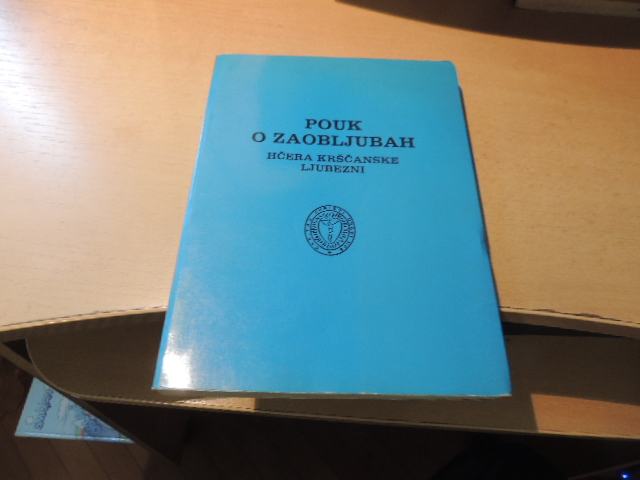 POUK
O ZAOBLJUBAH
HČERA KRŠČANSKE
LJUBEZNI